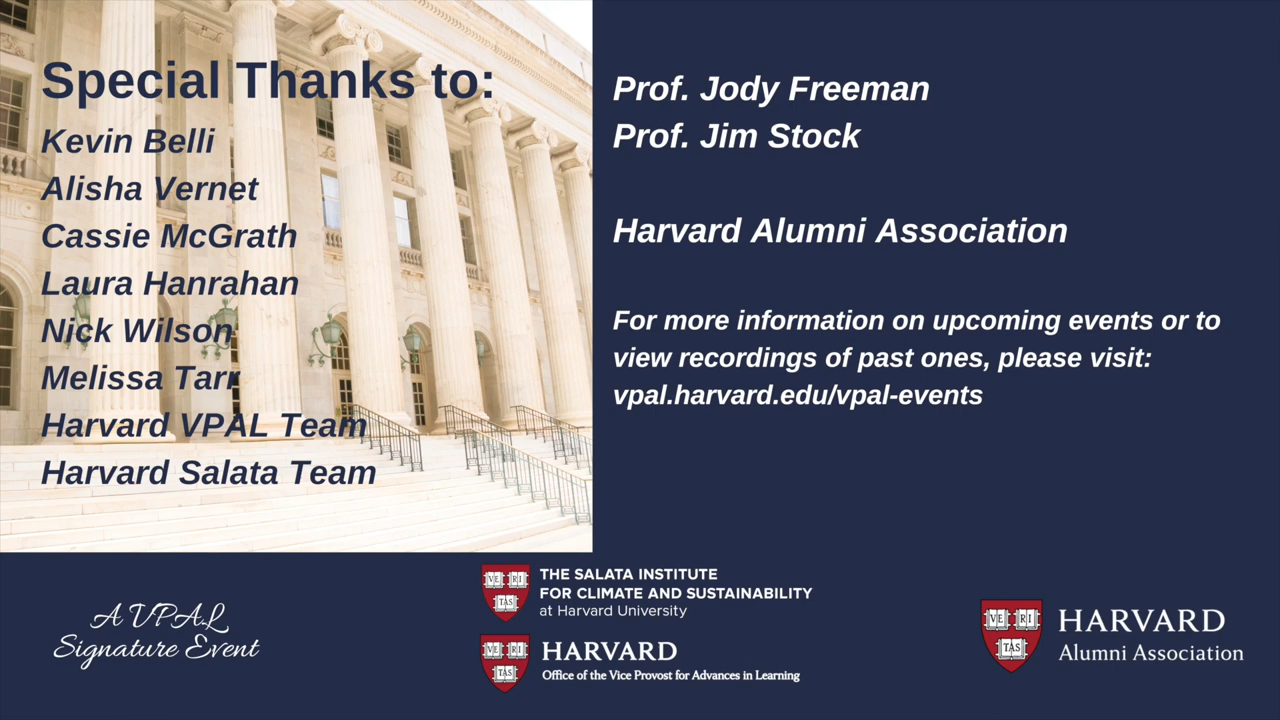 Special Thanks to:
Kevin Belli
Alisha Vernet
Cassie McGrath
Laura Hanrahan
Nick Wilson
Melissa Tarr
Harvard VPAL Team
Harvard Salata Team
Prof. Jody Freeman
Prof. Jim Stock
Harvard Alumni Association
For more information on upcoming events or to
view recordings of past ones, please visit:
vpal.harvard.edu/vpal-events
A VPAL
Signature Event
VE RI
TAS
THE SALATA INSTITUTE
FOR CLIMATE AND SUSTAINABILITY
at Harvard University
VE RI
TAS
HARVARD
Office of the Vice Provost for Advances in Learning
VE RI
TAS
HARVARD
Alumni Association